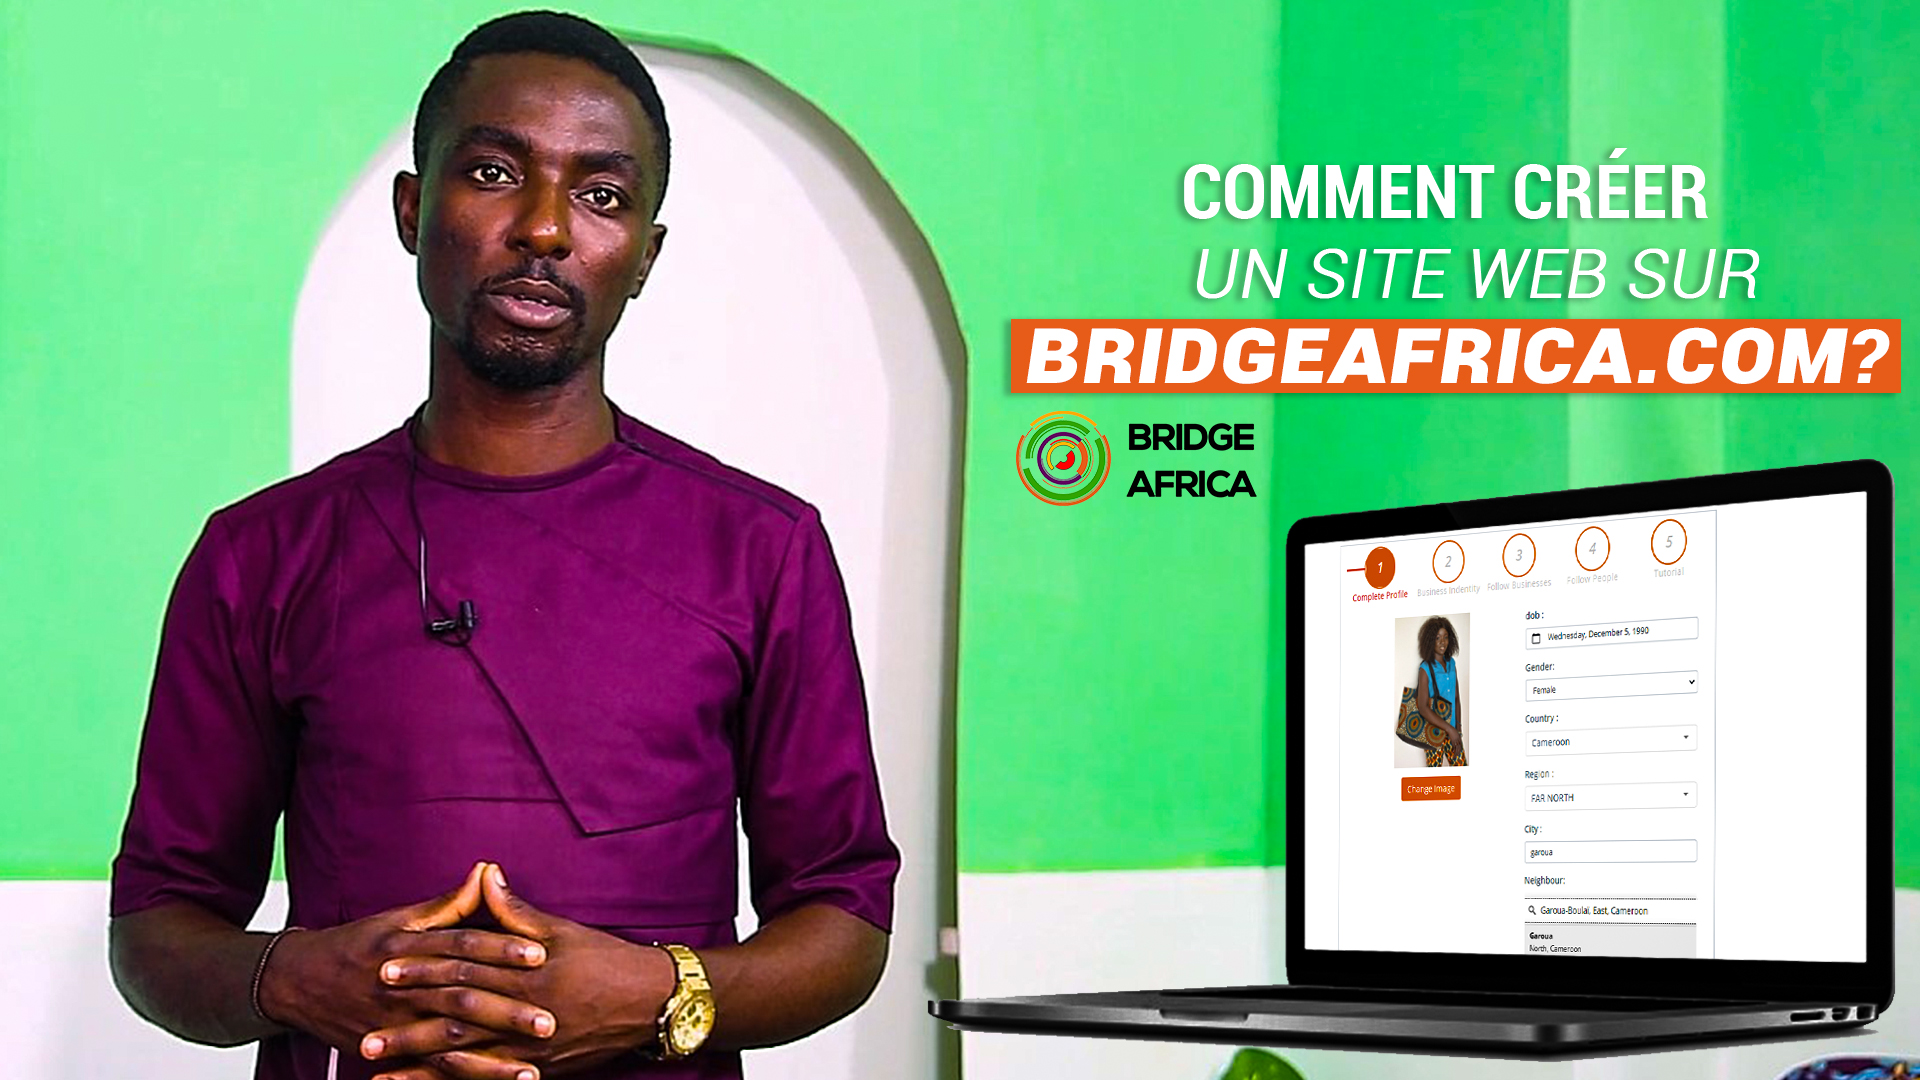 COMMENT CRÉER
UN SITE WEB SUR
BRIDGEAFRICA.COM?
BRIDGE
AFRICA
1
2
3
4
5
Complete Profile
Business Indentity
Follow Businesses
Follow People
Tutorial
dob :
Wednesday, December 5, 1990
Gender:
Female
Country :
Cameroon
Region :
Change Image
FAR NORTH
City :
garoua
Neighbour:
Garoua-Boulaï, East, Cameroon
Garoua
North, Cameroon